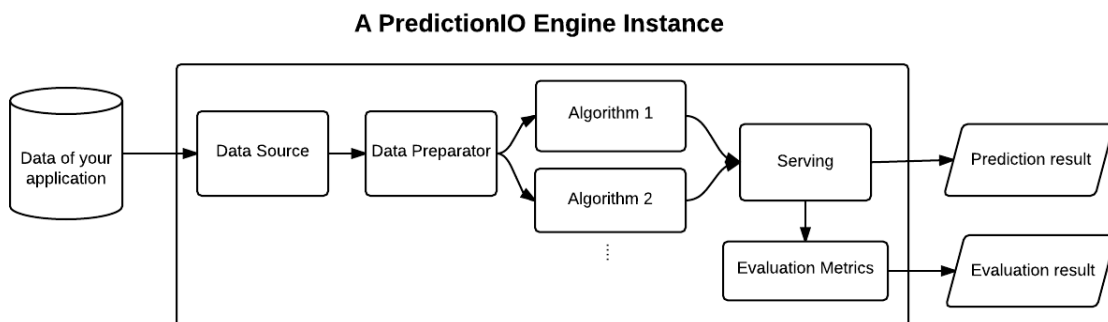 A PredictionIO Engine Instance
Data of your
application
Data Source
Data Preparator
Algorithm 1
Algorithm 2
Serving
Evaluation Metrics
Prediction result
Evaluation result